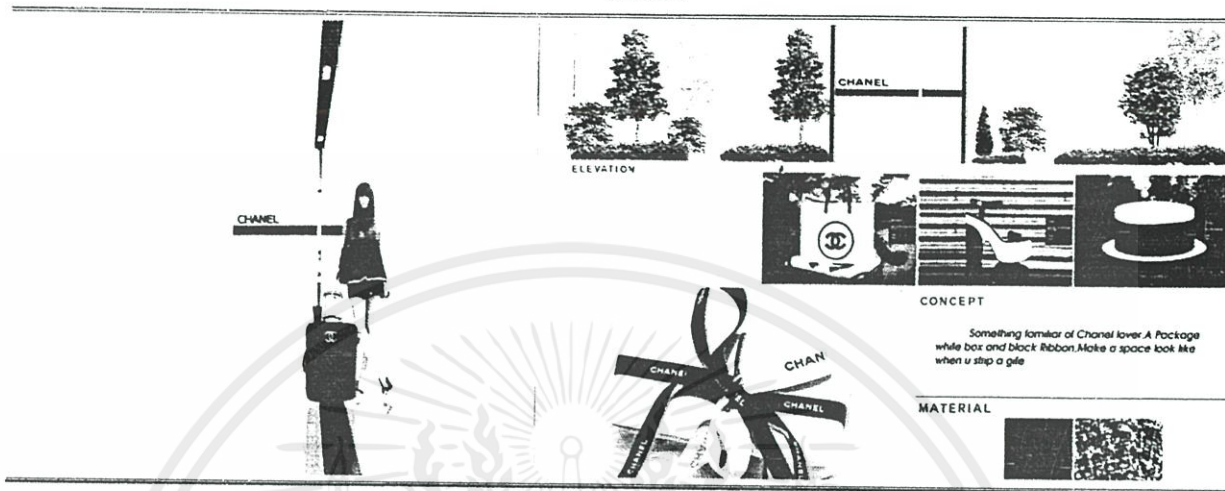 CHANEL
CHANEL
ELEVATION
CONCEPT
Something familiar of Chanel lover.A Package
white box and black Ribbon.Make a space look like
when u strip a gife
CHANEL
CHAN
CHANEL
CHANEL
MATERIAL